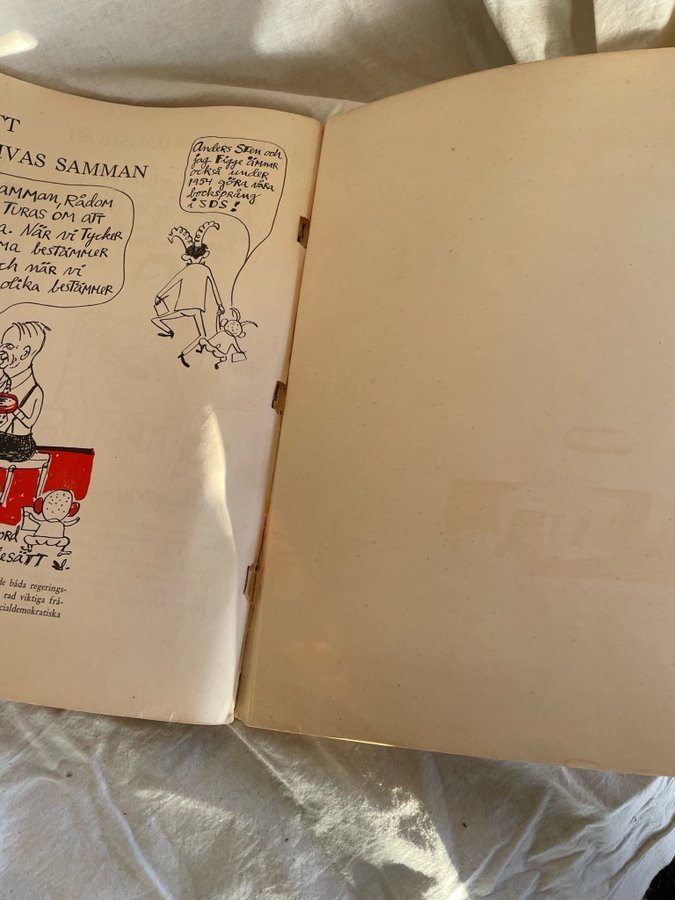 TT
IVAS SAMMAN
AMMAN, RÅDOM
TURAS OM ATT
A. NÄR VI TYCKER
MA BESTÄMMER
CH NÄR VI
OLIKA BESTÄMMER
Anders Sten och
jag Figge ämnar
också under
1954 göra våra
bocksprång
i SDS!
ORD
ESÄTT
de båda regerings-
rad viktiga frå-
cialdemokratiska